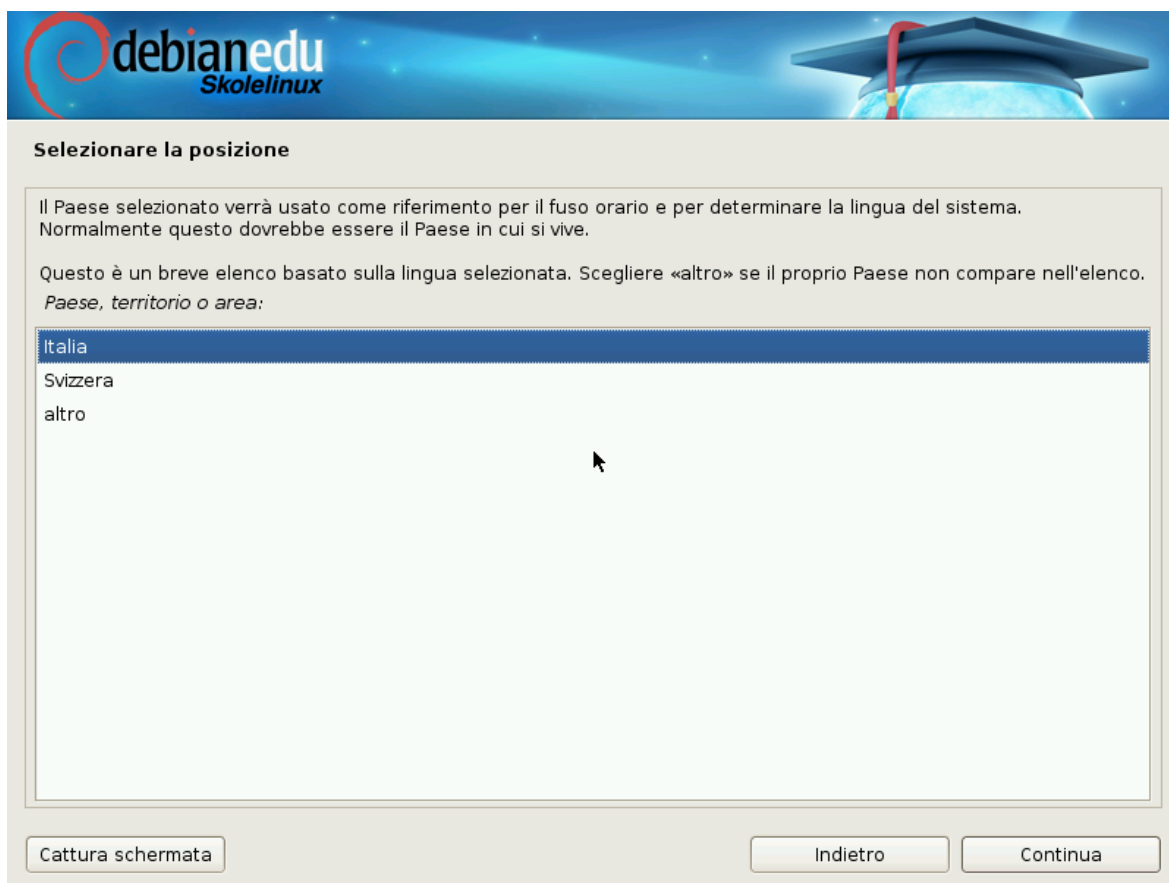 debianedu
Skolelinux
Selezionare la posizione
Il Paese selezionato verrà usato come riferimento per il fuso orario e per determinare la lingua del sistema.
Normalmente questo dovrebbe essere il Paese in cui si vive.
Questo è un breve elenco basato sulla lingua selezionata. Scegliere «altro» se il proprio Paese non compare nell'elenco.
Paese, territorio o area:
Italia
Svizzera
altro
Cattura schermata
Indietro
Continua